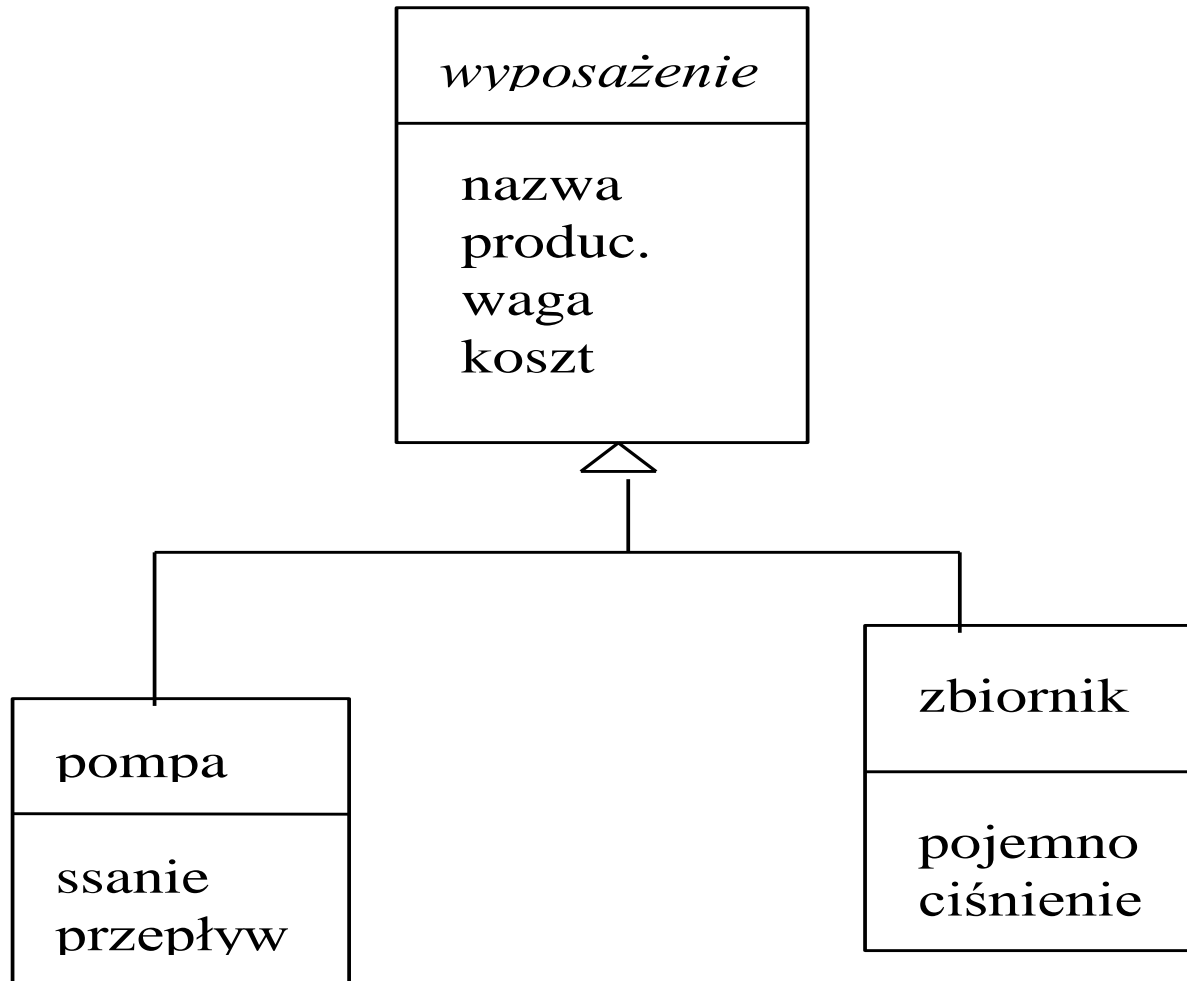 wyposażenie
nazwa
produc.
waga
koszt
pompa
ssanie
przepływ
zbiornik
pojemno
ciśnienie